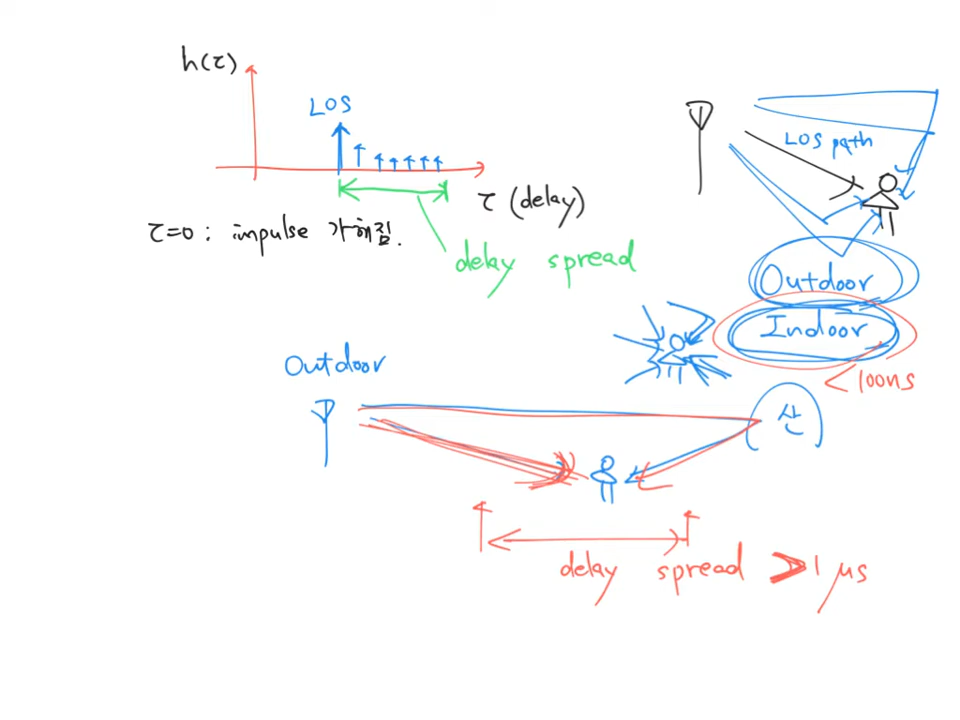 h(τ)
LOS
τ (delay)
τ=0 : impulse 가해짐.
delay spread
LOS path
Outdoor
Indoor
<100ns
Outdoor
산
delay spread > 1 μs